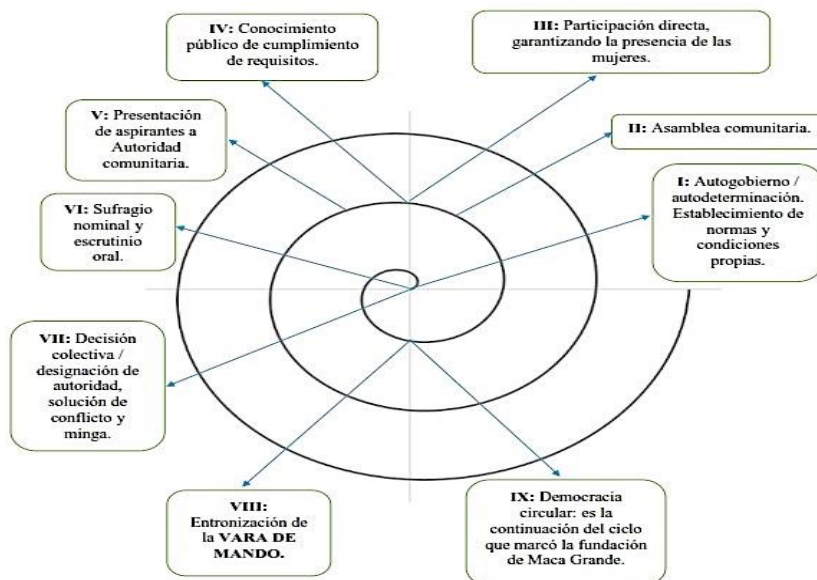 IV: Conocimiento
público de cumplimiento
de requisitos.
III: Participación directa,
garantizando la presencia de las
mujeres.
V: Presentación
de aspirantes a
Autoridad
comunitaria.
II: Asamblea comunitaria.
VI: Sufragio
nominal y
escrutinio
oral.
I: Autogobierno /
autodeterminación.
Establecimiento de
normas y
condiciones
propias.
VII: Decisión
colectiva /
designación de
autoridad,
solución de
conflicto y
minga.
VIII:
Entronización de
la VARA DE
MANDO.
IX: Democracia
circular: es la
continuación del ciclo
que marcó la fundación
de Maca Grande.